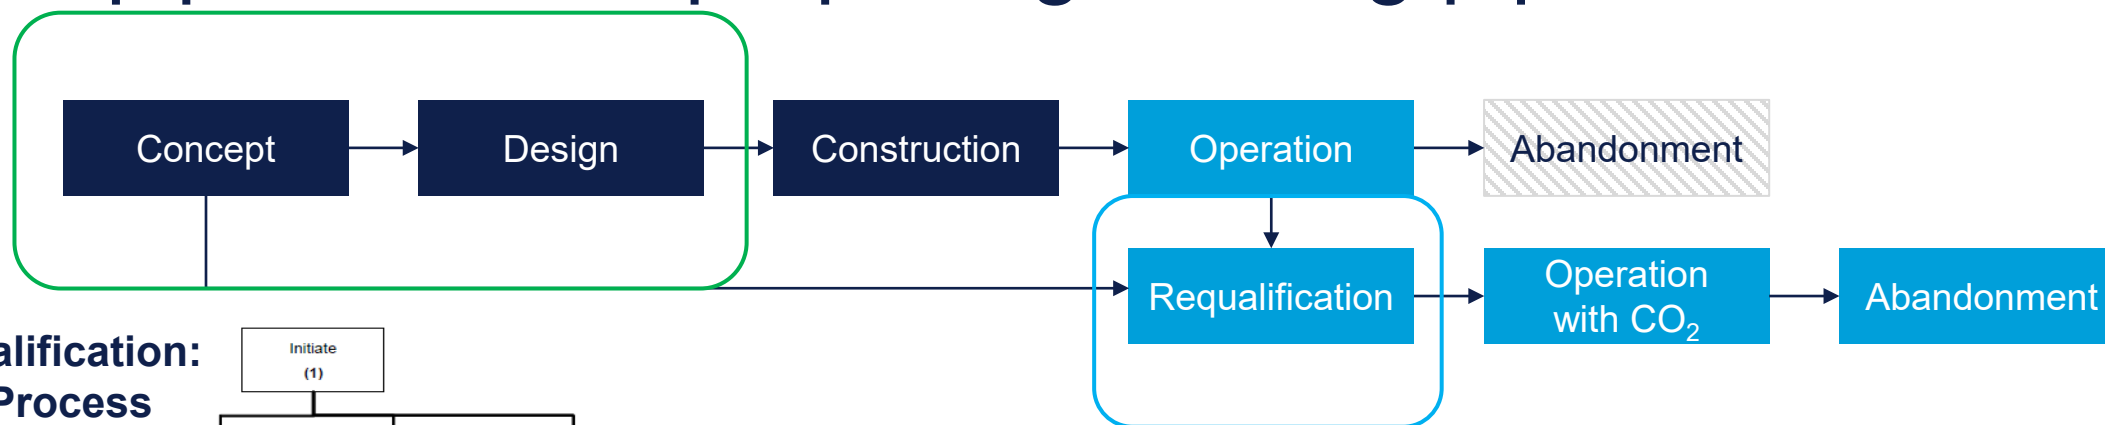 Concept
Design
Construction
Operation
Abandonment
Requalification
Operation
with CO₂
Abandonment
alification:
Process
Initiate
(1)